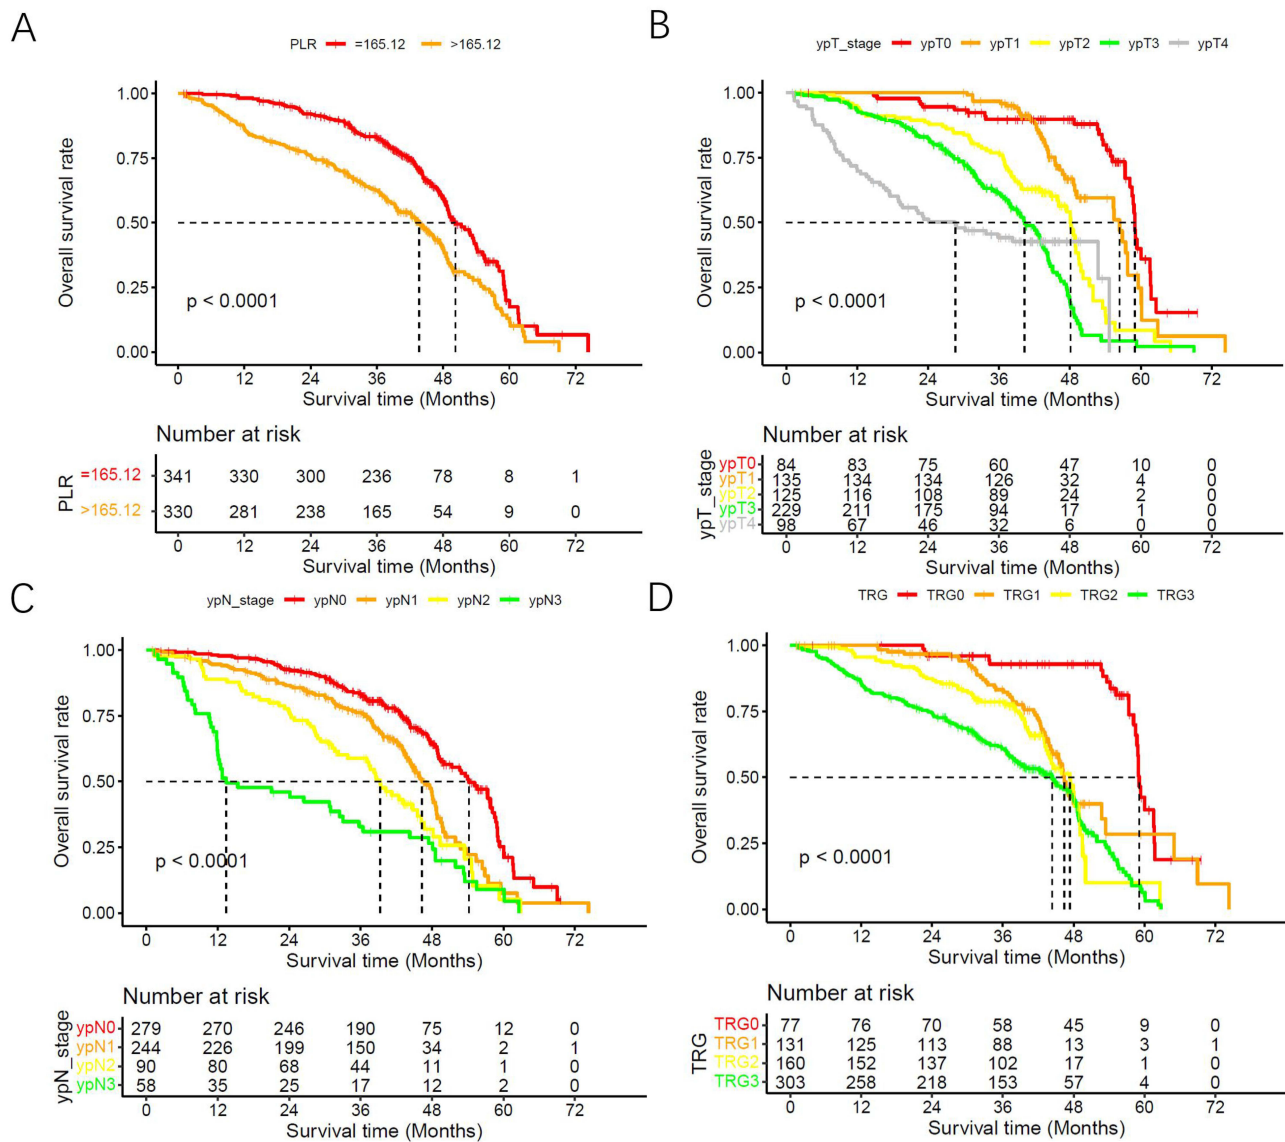 A
PLR =165.12 >165.12
Overall survival rate
1.00
0.75
0.50
0.25
0.00
p < 0.0001
0 12 24 36 48 60 72
Survival time (Months)
Number at risk
PLR
=165.12 341 330 300 236 78 8 1
>165.12 330 281 238 165 54 9 0
0 12 24 36 48 60 72
Survival time (Months)
B
ypT_stage ypT0 ypT1 ypT2 ypT3 ypT4
Overall survival rate
1.00
0.75
0.50
0.25
0.00
p < 0.0001
0 12 24 36 48 60 72
Survival time (Months)
Number at risk
ypT_stage
ypT0 84 83 75 60 47 10 0
ypT1 135 134 134 126 32 4 0
ypT2 125 116 108 89 24 2 0
ypT3 229 211 175 94 17 1 0
ypT4 98 67 46 32 6 0 0
0 12 24 36 48 60 72
Survival time (Months)
C
ypN_stage ypN0 ypN1 ypN2 ypN3
Overall survival rate
1.00
0.75
0.50
0.25
0.00
p < 0.0001
0 12 24 36 48 60 72
Survival time (Months)
Number at risk
ypN_stage
ypN0 279 270 246 190 75 12 0
ypN1 244 226 199 150 34 2 1
ypN2 90 80 68 44 11 1 0
ypN3 58 35 25 17 12 2 0
0 12 24 36 48 60 72
Survival time (Months)
D
TRG TRG0 TRG1 TRG2 TRG3
Overall survival rate
1.00
0.75
0.50
0.25
0.00
p < 0.0001
0 12 24 36 48 60 72
Survival time (Months)
Number at risk
TRG
TRG0 77 76 70 58 45 9 0
TRG1 131 125 113 88 13 3 1
TRG2 160 152 137 102 17 1 0
TRG3 303 258 218 153 57 4 0
0 12 24 36 48 60 72
Survival time (Months)